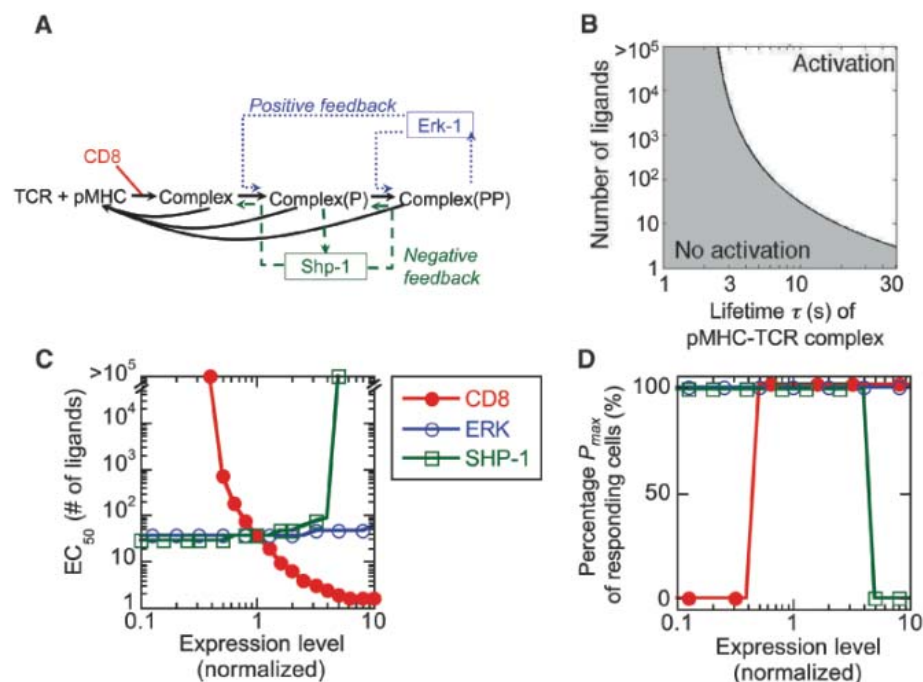 A
Positive feedback
Erk-1
CD8
TCR + pMHC
Complex
Complex(P)
Complex(PP)
Shp-1
Negative
feedback
B
Number of ligands
>10⁵
10⁴
10³
10²
10
1
Activation
No activation
1
3
10
30
Lifetime τ (s) of
pMHC-TCR complex
C
EC₅₀ (# of ligands)
>10⁵
10⁴
10³
10²
10
1
0.1
1
10
Expression level
(normalized)
CD8
ERK
SHP-1
D
Percentage Pmax
of responding cells (%)
100
50
0
0.1
1
10
Expression level
(normalized)